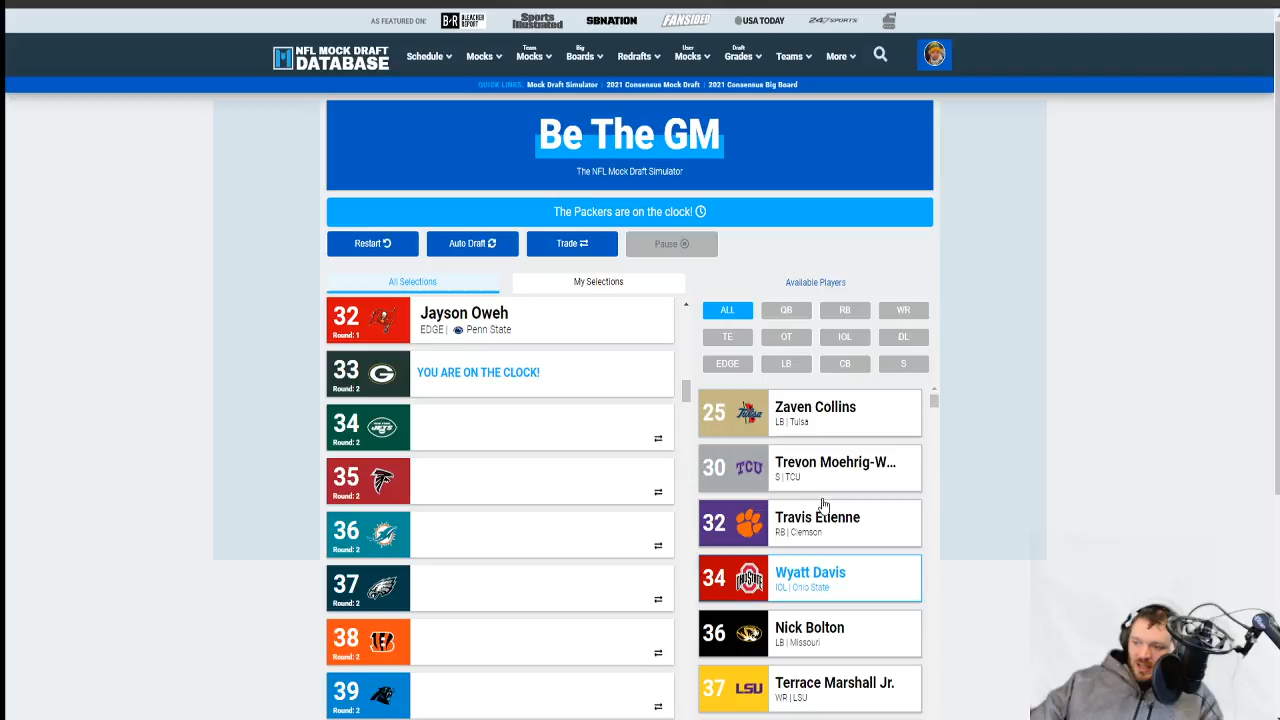 AS FEATURED ON:
B/R BLEACHER REPORT
Sports Illustrated
SBNATION
FANSIDED
USA TODAY
247SPORTS
NFL MOCK DRAFT DATABASE
Schedule
Mocks
Team Mocks
Big Boards
Redrafts
User Mocks
Draft Grades
Teams
More
QUICK LINKS: Mock Draft Simulator | 2021 Consensus Mock Draft | 2021 Consensus Big Board
Be The GM
The NFL Mock Draft Simulator
The Packers are on the clock!
Restart
Auto Draft
Trade
Pause
All Selections
My Selections
32
Round: 1
Jayson Oweh
EDGE | Penn State
33
Round: 2
YOU ARE ON THE CLOCK!
34
JETS
Round: 2
35
Round: 2
36
Round: 2
37
Round: 2
38
Round: 2
39
Round: 2
Available Players
ALL
QB
RB
WR
TE
OT
IOL
DL
EDGE
LB
CB
S
25
Tulsa
Zaven Collins
LB | Tulsa
30
TCU
Trevon Moehrig-W...
S | TCU
32
Travis Etienne
RB | Clemson
34
OHIO STATE
Wyatt Davis
IOL | Ohio State
36
Nick Bolton
LB | Missouri
37
LSU
Terrace Marshall Jr.
WR | LSU